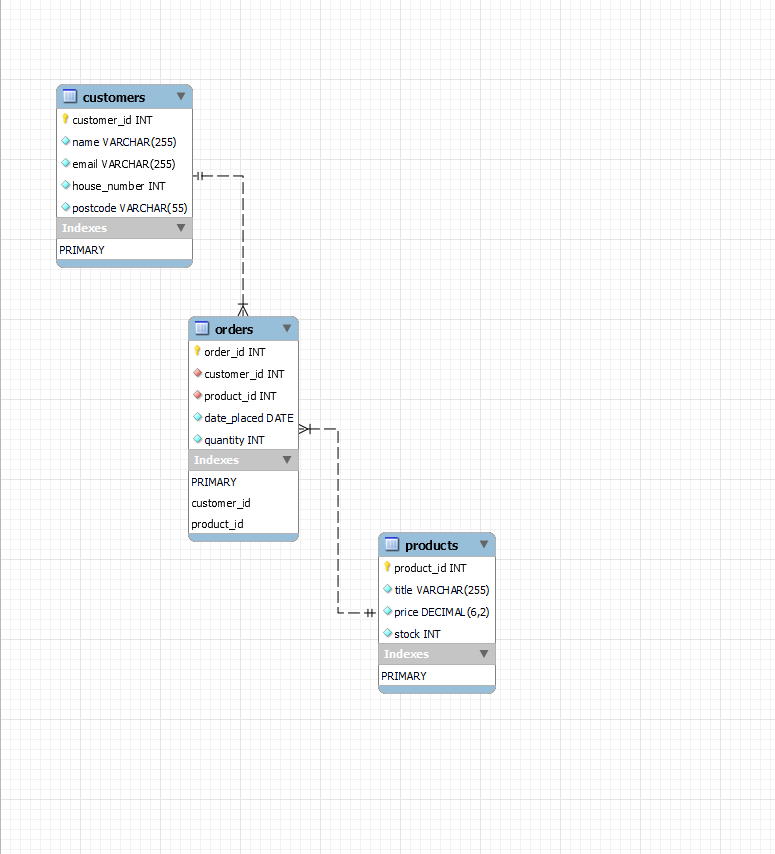 customers
customer_id INT
name VARCHAR(255)
email VARCHAR(255)
house_number INT
postcode VARCHAR(55)
Indexes
PRIMARY
orders
order_id INT
customer_id INT
product_id INT
date_placed DATE
quantity INT
Indexes
PRIMARY
customer_id
product_id
products
product_id INT
title VARCHAR(255)
price DECIMAL(6,2)
stock INT
Indexes
PRIMARY